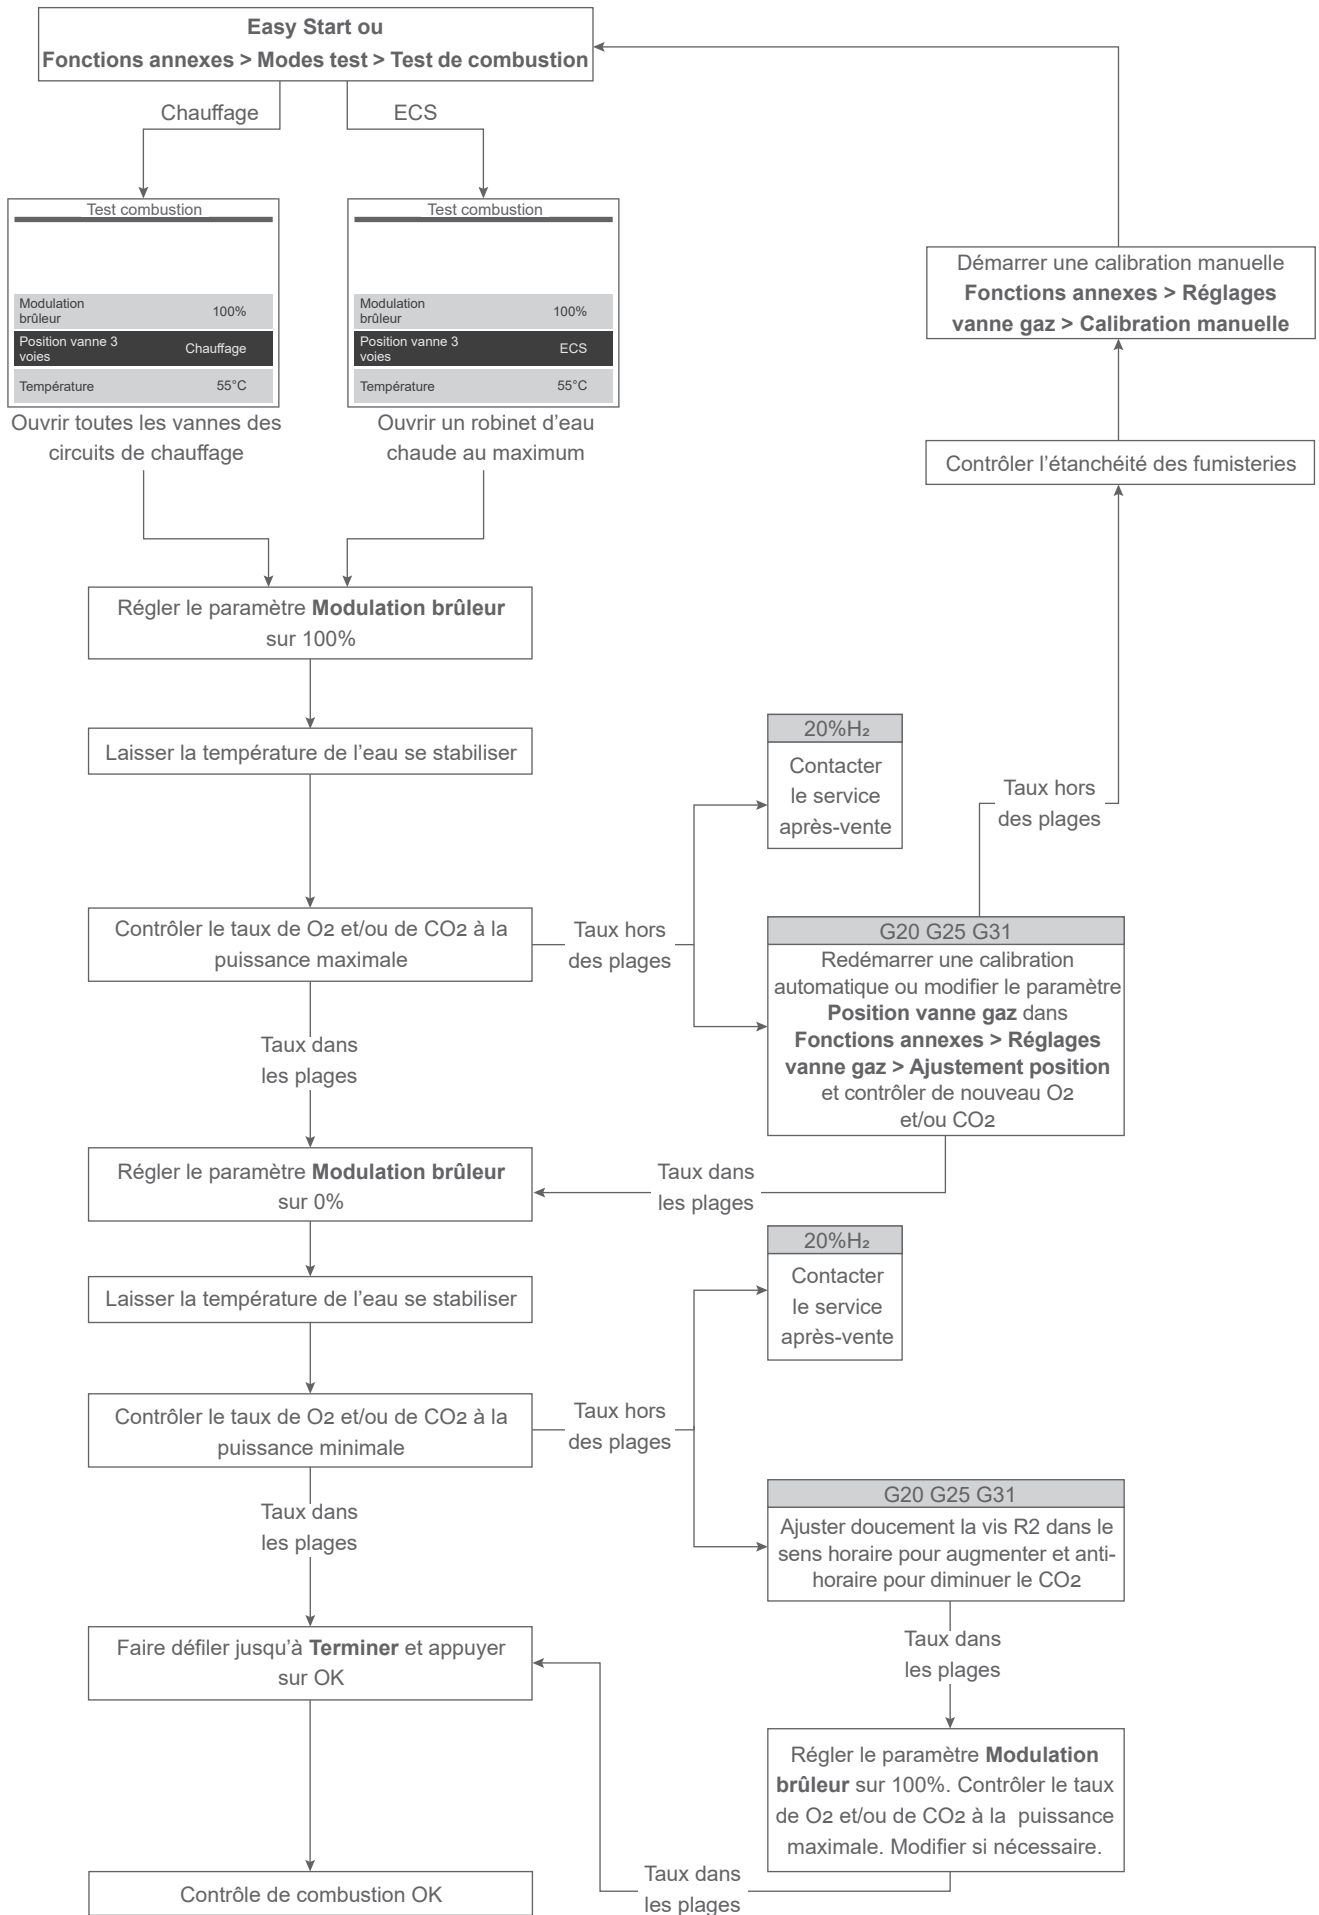 Easy Start ou
Fonctions annexes > Modes test > Test de combustion
Chauffage
ECS
Test combustion
Modulation
brûleur
100%
Position vanne 3
voies
Chauffage
Température
55°C
Ouvrir toutes les vannes des
circuits de chauffage
Test combustion
Modulation
brûleur
100%
Position vanne 3
voies
ECS
Température
55°C
Ouvrir un robinet d’eau
chaude au maximum
Démarrer une calibration manuelle
Fonctions annexes > Réglages
vanne gaz > Calibration manuelle
Contrôler l’étanchéité des fumisteries
Régler le paramètre Modulation brûleur
sur 100%
Laisser la température de l’eau se stabiliser
20%H₂
Contacter
le service
après-vente
Taux hors
des plages
Contrôler le taux de O2 et/ou de CO2 à la
puissance maximale
Taux hors
des plages
G20 G25 G31
Redémarrer une calibration
automatique ou modifier le paramètre
Position vanne gaz dans
Fonctions annexes > Réglages
vanne gaz > Ajustement position
et contrôler de nouveau O2
et/ou CO2
Taux dans
les plages
Régler le paramètre Modulation brûleur
sur 0%
Taux dans
les plages
Laisser la température de l’eau se stabiliser
20%H₂
Contacter
le service
après-vente
Contrôler le taux de O2 et/ou de CO2 à la
puissance minimale
Taux hors
des plages
G20 G25 G31
Ajuster doucement la vis R2 dans le
sens horaire pour augmenter et anti-
horaire pour diminuer le CO2
Taux dans
les plages
Taux dans
les plages
Faire défiler jusqu’à Terminer et appuyer
sur OK
Régler le paramètre Modulation
brûleur sur 100%. Contrôler le taux
de O2 et/ou de CO2 à la puissance
maximale. Modifier si nécessaire.
Taux dans
les plages
Contrôle de combustion OK